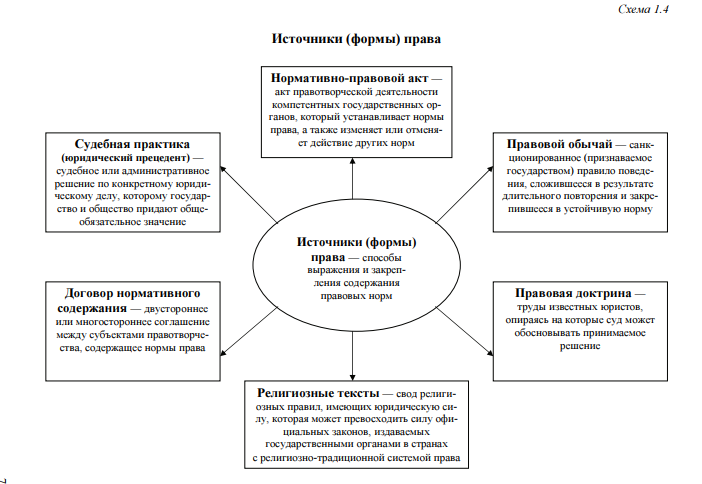 Схема 1.4
Источники (формы) права
Нормативно-правовой акт —
акт правотворческой деятельности
компетентных государственных ор-
ганов, который устанавливает нормы
права, а также изменяет или отменя-
ет действие других норм
Судебная практика
(юридический прецедент) —
судебное или административное
решение по конкретному юриди-
ческому делу, которому государ-
ство и общество придают обще-
обязательное значение
Правовой обычай — санк-
ционированное (признаваемое
государством) правило поведе-
ния, сложившееся в результате
длительного повторения и закре-
пившееся в устойчивую норму
Источники (формы)
права — способы
выражения и закреп-
ления содержания
правовых норм
Договор нормативного
содержания — двустороннее
или многостороннее соглашение
между субъектами правотворче-
ства, содержащее нормы права
Правовая доктрина —
труды известных юристов,
опираясь на которые суд может
обосновывать принимаемое
решение
Религиозные тексты — свод религи-
озных правил, имеющих юридическую си-
лу, которая может превосходить силу офи-
циальных законов, издаваемых
государственными органами в странах
с религиозно-традиционной системой права
7